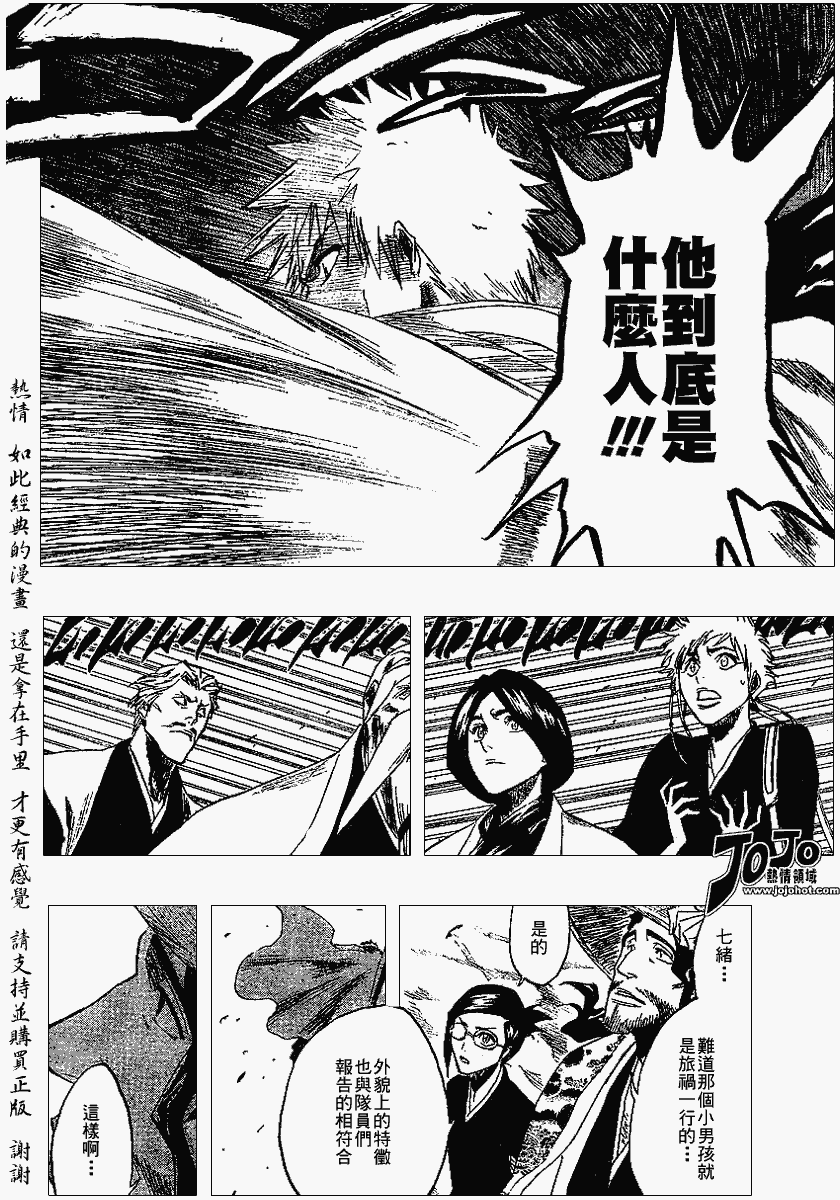 他到底是
什麼人!!!
七緒…
難道那個小男孩就
是旅禍一行的…
是的
外貌上的特徵
也與隊員們
報告的相符合
這樣啊…
熱情 如此經典的漫畫 還是拿在手里 才更有感覺 請支持並購買正版 謝謝
JOJO
熱情領域
www.jojohot.com